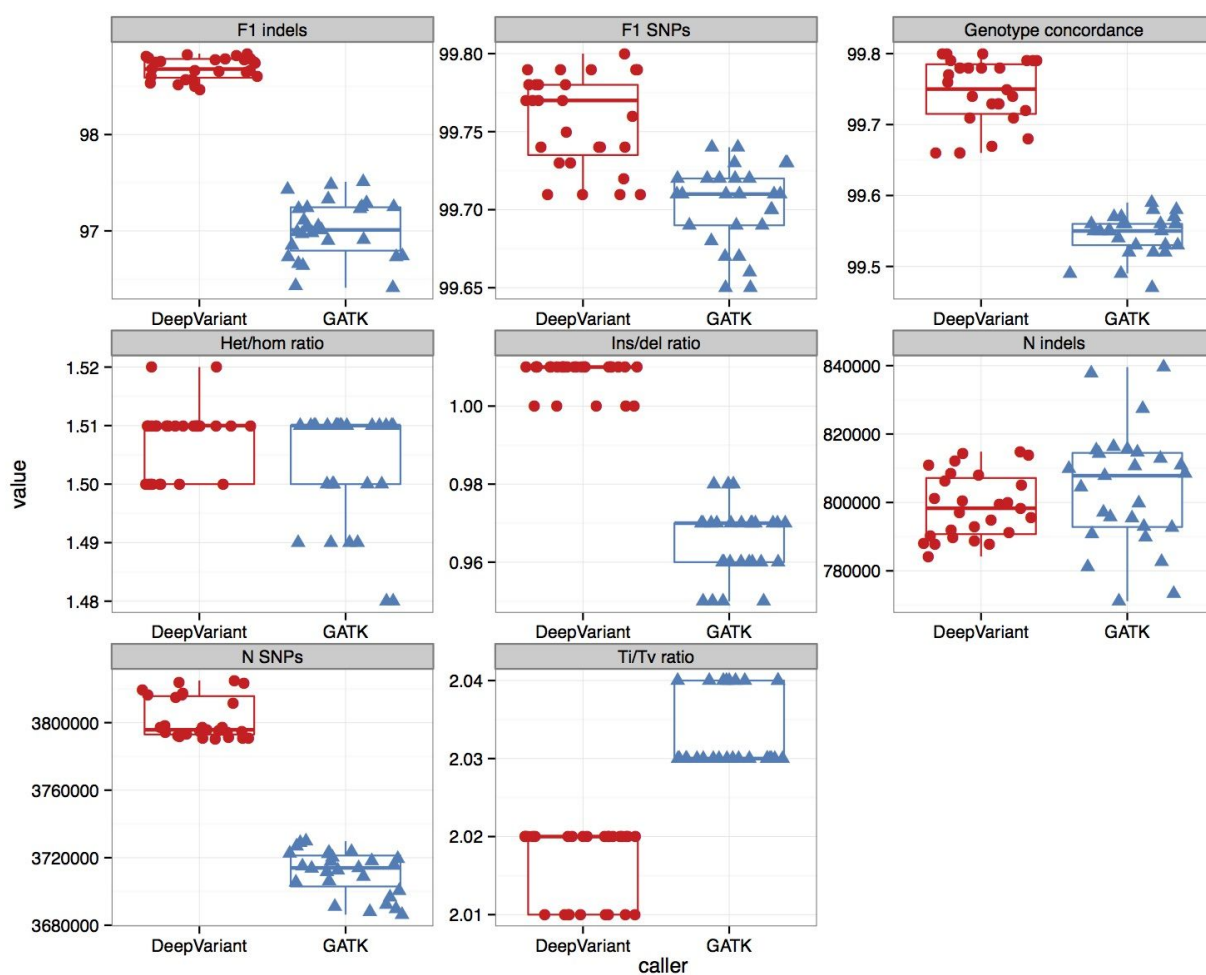 F1 indels
98
97
DeepVariant GATK
F1 SNPs
99.80
99.75
99.70
99.65
DeepVariant GATK
Genotype concordance
99.8
99.7
99.6
99.5
DeepVariant GATK
Het/hom ratio
1.52
1.51
1.50
1.49
1.48
DeepVariant GATK
Ins/del ratio
1.00
0.98
0.96
DeepVariant GATK
N indels
840000
820000
800000
780000
DeepVariant GATK
N SNPs
3800000
3760000
3720000
3680000
DeepVariant GATK
Ti/Tv ratio
2.04
2.03
2.02
2.01
DeepVariant GATK
value
caller